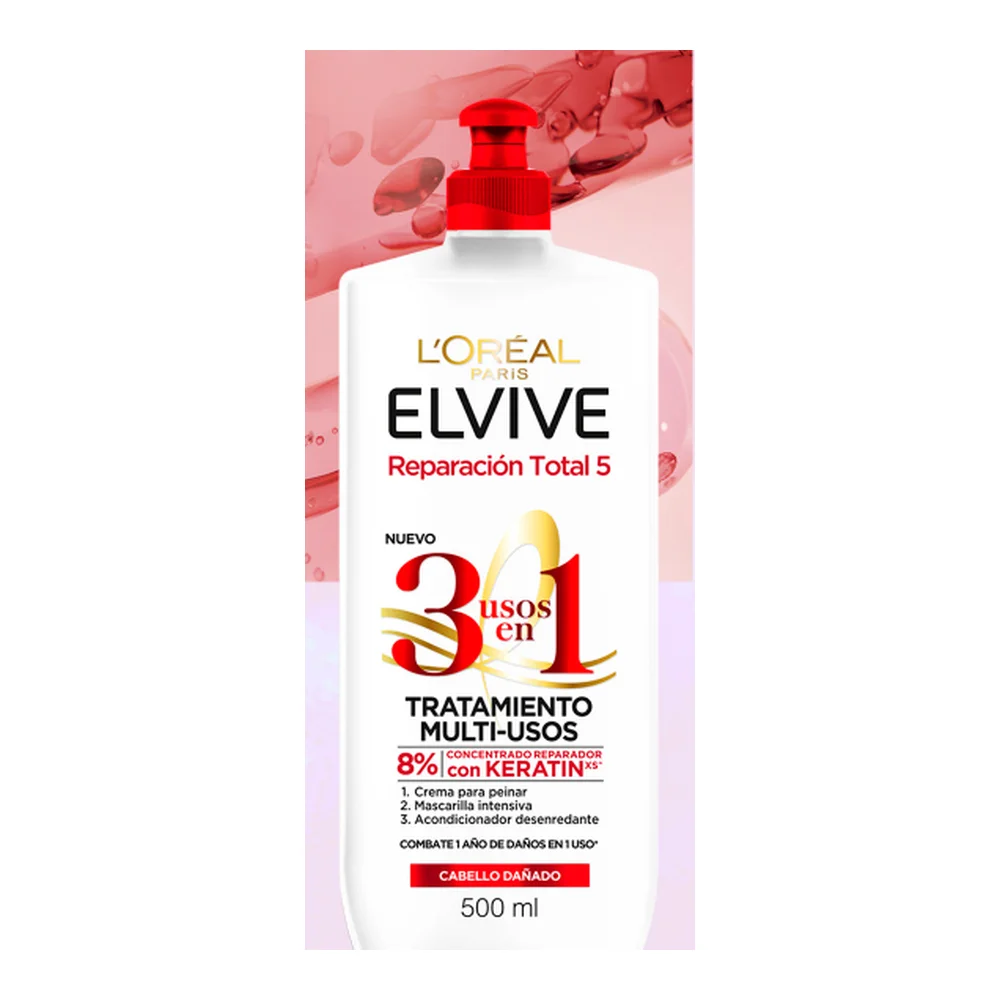 L'ORÉAL
PARIS
ELVIVE
Reparación Total 5
NUEVO
3 usos en 1
TRATAMIENTO
MULTI-USOS
8% CONCENTRADO REPARADOR
con KERATIN XS*
1. Crema para peinar
2. Mascarilla intensiva
3. Acondicionador desenredante
COMBATE 1 AÑO DE DAÑOS EN 1 USO*
CABELLO DAÑADO
500 ml